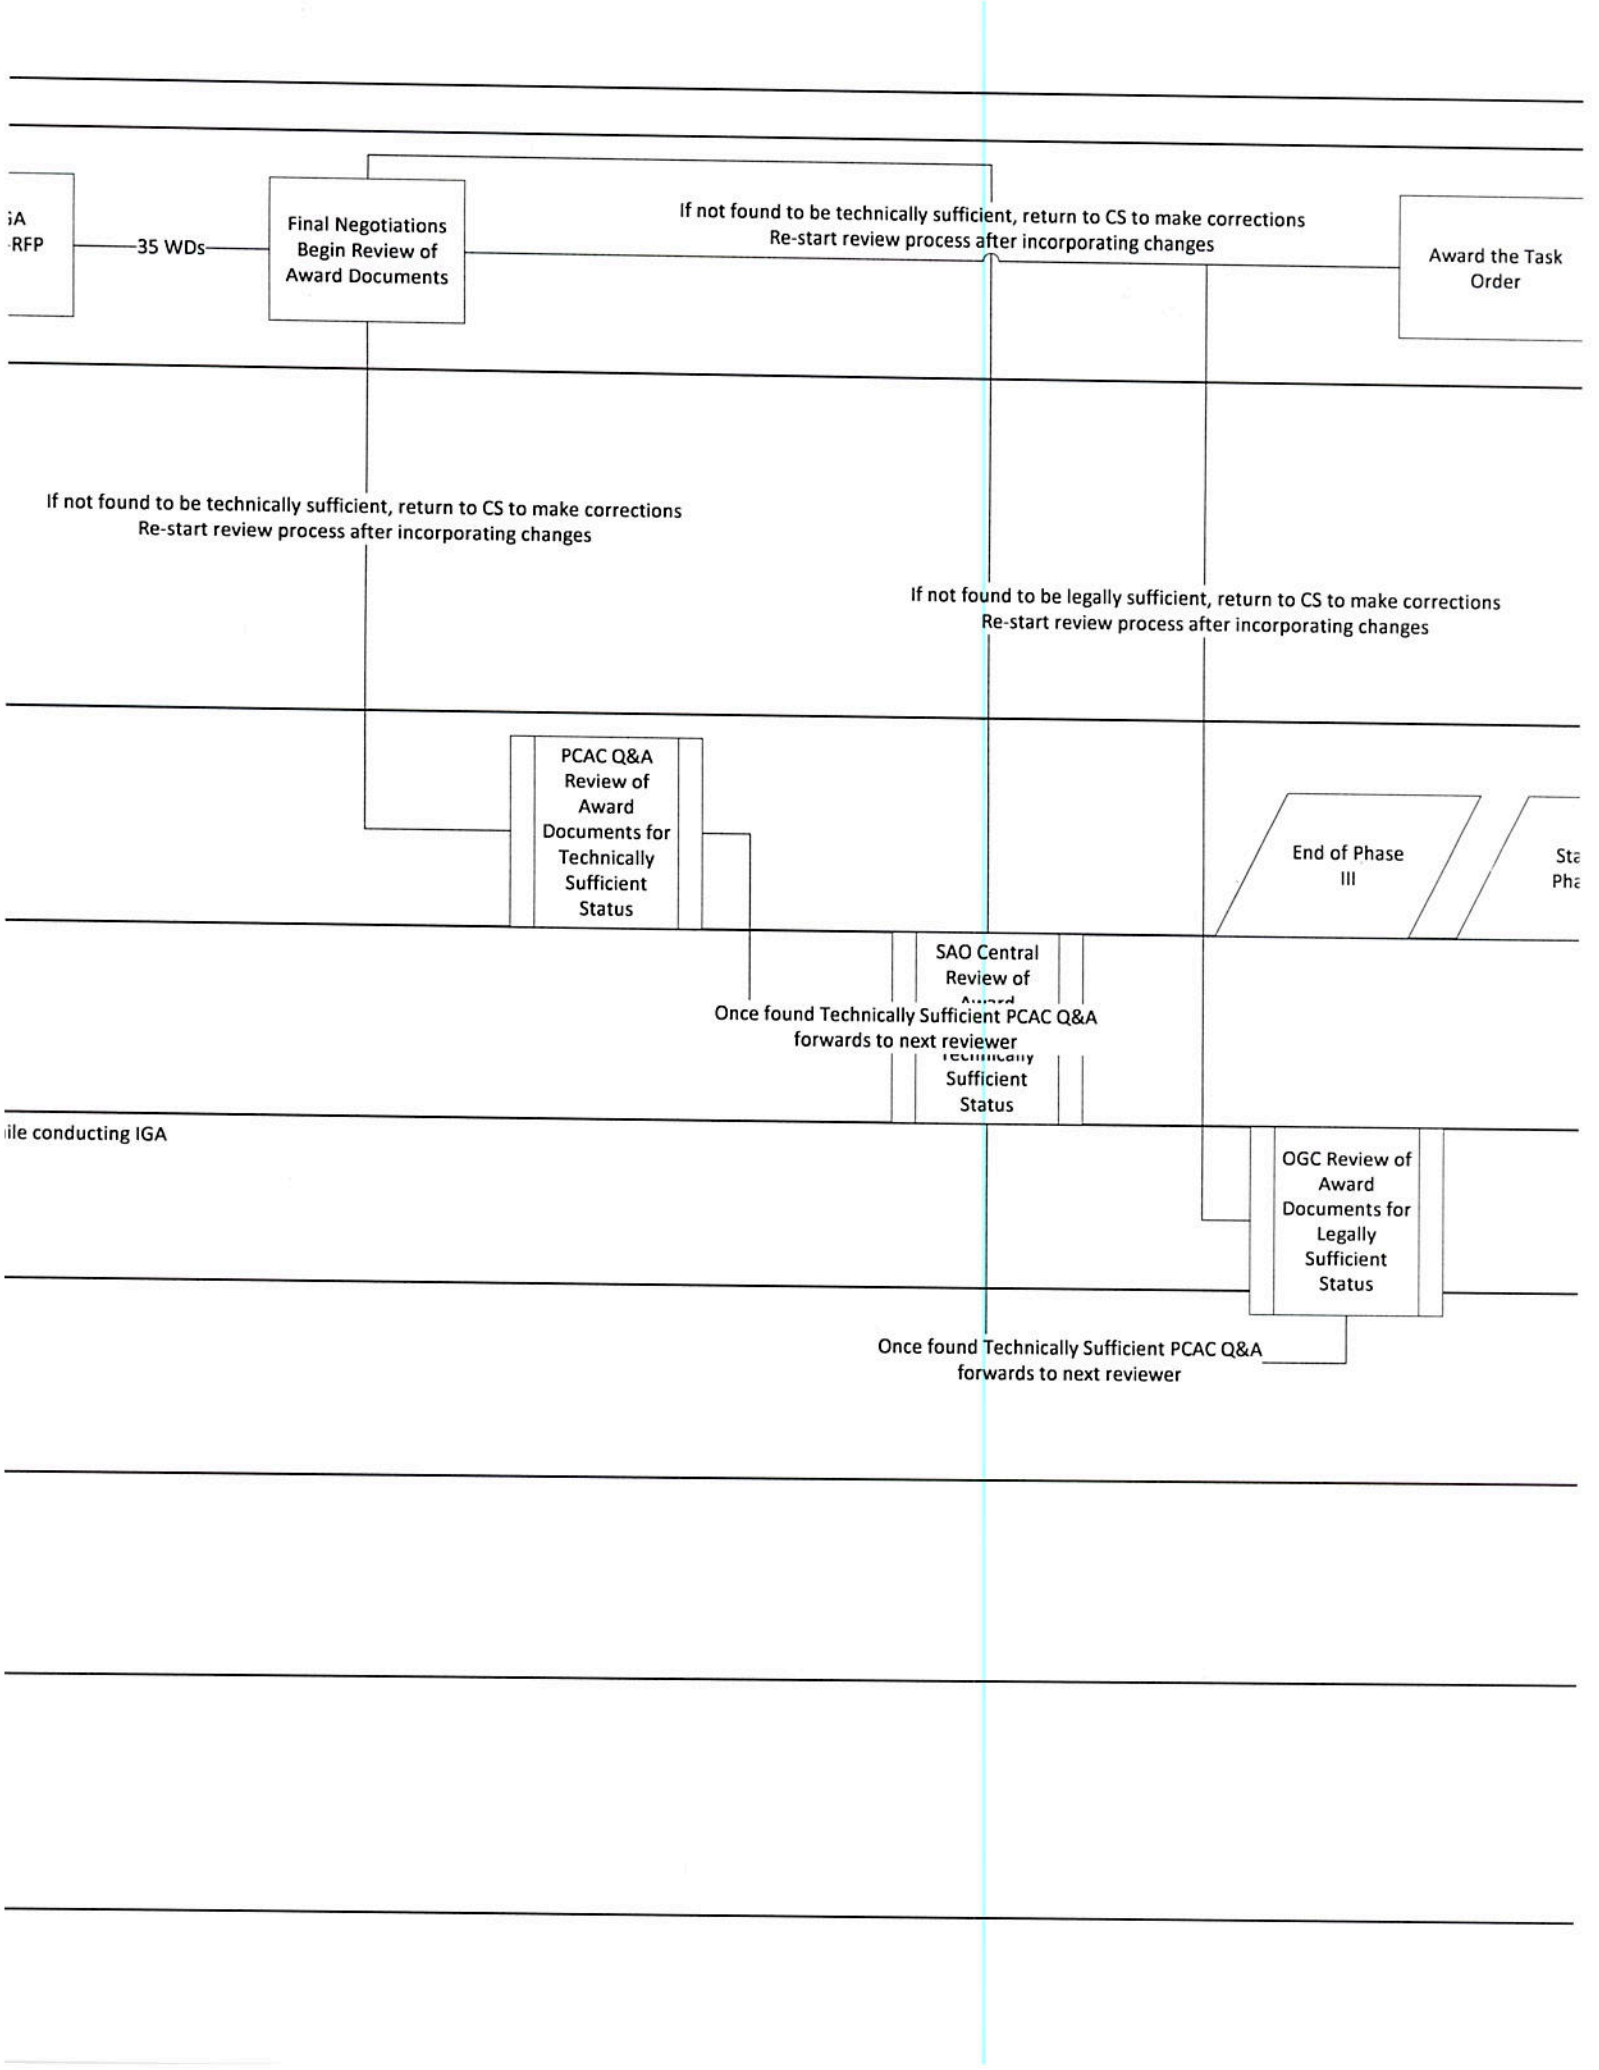 GA
-RFP
35 WDs
Final Negotiations
Begin Review of
Award Documents
If not found to be technically sufficient, return to CS to make corrections
Re-start review process after incorporating changes
Award the Task
Order
If not found to be technically sufficient, return to CS to make corrections
Re-start review process after incorporating changes
If not found to be legally sufficient, return to CS to make corrections
Re-start review process after incorporating changes
PCAC Q&A
Review of
Award
Documents for
Technically
Sufficient
Status
End of Phase
III
Sta
Pha
SAO Central
Review of
Award
Once found Technically Sufficient PCAC Q&A
forwards to next reviewer
Technically
Sufficient
Status
ile conducting IGA
OGC Review of
Award
Documents for
Legally
Sufficient
Status
Once found Technically Sufficient PCAC Q&A
forwards to next reviewer